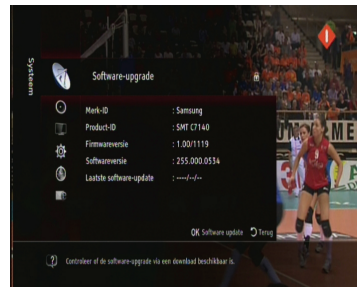 Systeem
Software-upgrade
Merk-ID : Samsung
Product-ID : SMT C7140
Firmwareversie : 1.00/1119
Softwareversie : 255.000.0534
Laatste software-update : ----/--/--
OK Software update Terug
Controleer of de software-upgrade via een download beschikbaar is.